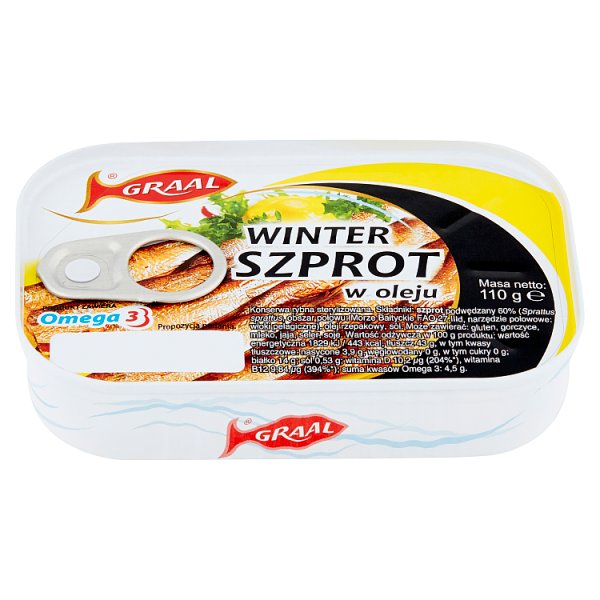 GRAAL
®
WINTER
SZPROT
w oleju
Masa netto:
110 g e
Omega 3
Propozycja podania.
Konserwa rybna sterylizowana. Składniki: szprot podwędzany 60% (Sprattus
sprattus, obszar połowu: Morze Bałtyckie FAO 27.IIId, narzędzie połowowe:
włoki pelagiczne), olej rzepakowy, sól. Może zawierać: gluten, gorczycę,
mleko, jaja, seler, soję. Wartość odżywcza w 100 g produktu: wartość
energetyczna 1829 kJ / 443 kcal, tłuszcz 43 g, w tym kwasy
tłuszczowe nasycone 3,9 g, węglowodany 0 g, w tym cukry 0 g;
białko 14 g; sól 0,53 g; witamina D 10,2 µg (204%*), witamina
B12 9,84 µg (394%*); suma kwasów Omega 3: 4,5 g.
GRAAL
®